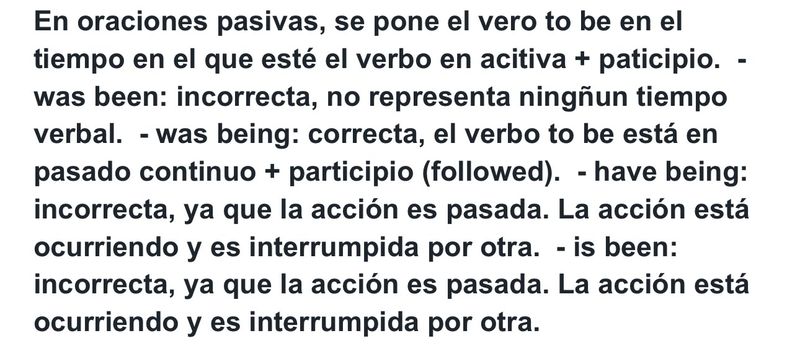 En oraciones pasivas, se pone el vero to be en el
tiempo en el que esté el verbo en acitiva + paticipio.  -
was been: incorrecta, no representa ningñun tiempo
verbal.  - was being: correcta, el verbo to be está en
pasado continuo + participio (followed).  - have being:
incorrecta, ya que la acción es pasada. La acción está
ocurriendo y es interrumpida por otra.  - is been:
incorrecta, ya que la acción es pasada. La acción está
ocurriendo y es interrumpida por otra.